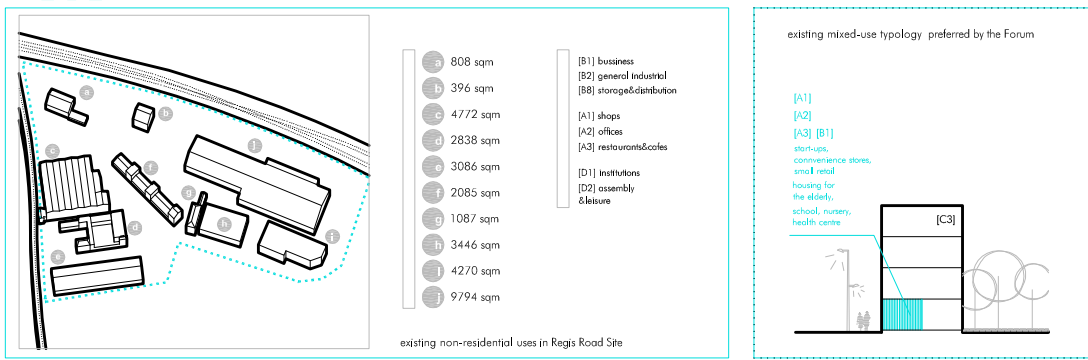 a
b
c
d
e
f
g
h
i
j
a 808 sqm
b 396 sqm
c 4772 sqm
d 2838 sqm
e 3086 sqm
f 2085 sqm
g 1087 sqm
h 3446 sqm
I 4270 sqm
j 9794 sqm
[B1] bussiness
[B2] general industrial
[B8] storage&distribution
[A1] shops
[A2] offices
[A3] restaurants&cafes
[D1] institutions
[D2] assembly
&leisure
existing non-residential uses in Regis Road Site
existing mixed-use typology preferred by the Forum
[A1]
[A2]
[A3] [B1]
start-ups,
connvenience stores,
small retail
housing for
the elderly,
school, nursery,
health centre
[C3]